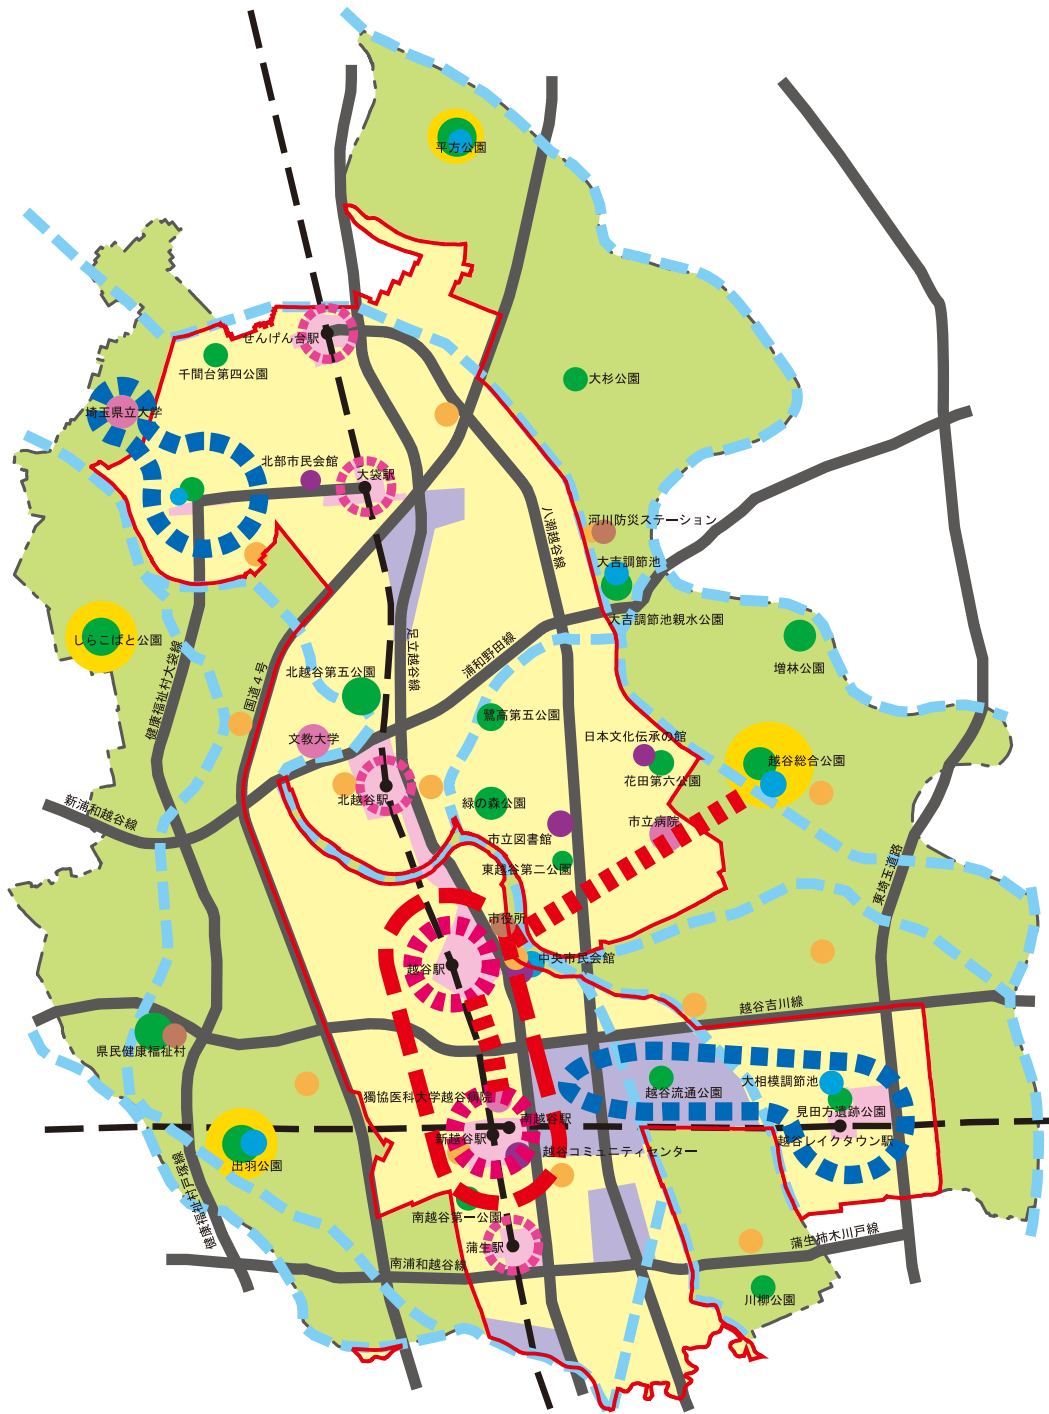 平方公園
せんげん台駅
千間台第四公園
大杉公園
埼玉県立大学
北部市民会館
大袋駅
八潮越谷線
河川防災ステーション
大吉調節池
大吉調節池親水公園
しらこばと公園
健康福祉村大袋線
国道４号
足立越谷線
浦和野田線
北越谷第五公園
増林公園
鷺高第五公園
文教大学
日本文化伝承の館
越谷総合公園
花田第六公園
北越谷駅
新浦和越谷線
緑の森公園
市立病院
市立図書館
東越谷第二公園
東埼玉道路
市役所
越谷駅
中央市民会館
越谷吉川線
県民健康福祉村
獨協医科大学越谷病院
越谷流通公園
大相模調節池
見田方遺跡公園
南越谷駅
新越谷駅
越谷レイクタウン駅
越谷コミュニティセンター
出羽公園
健康福祉村戸塚線
南越谷第一公園
蒲生駅
蒲生柿木川戸線
南浦和越谷線
川柳公園